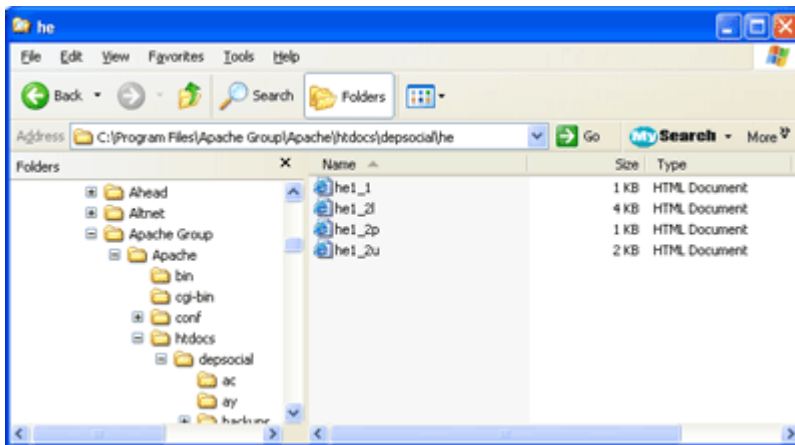 he
File Edit View Favorites Tools Help
Back Search Folders
Address C:\Program Files\Apache Group\Apache\htdocs\depsocial\he Go My Search More
Folders x Name Size Type
Ahead
Altnet
Apache Group
Apache
bin
cgi-bin
conf
htdocs
depsocial
ac
ay
backups
he1_1 1 KB HTML Document
he1_2l 4 KB HTML Document
he1_2p 1 KB HTML Document
he1_2u 2 KB HTML Document